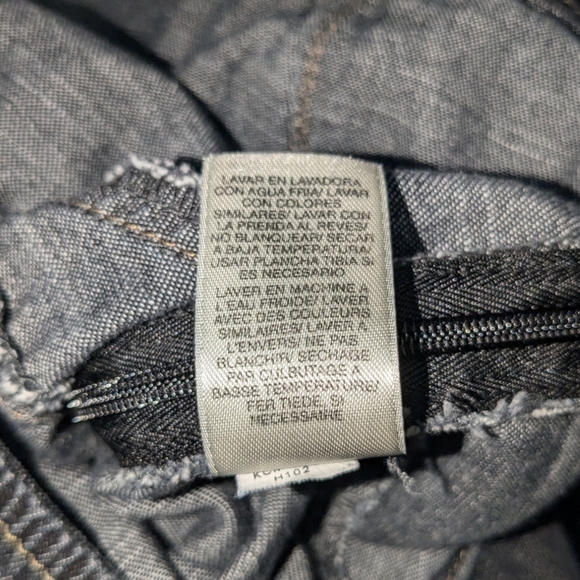 LAVAR EN LAVADORA
CON AGUA FRIA/ LAVAR
CON COLORES
SIMILARES/ LAVAR CON
LA PRENDA AL REVES/
NO BLANQUEAR/ SECAR
A BAJA TEMPERATURA/
USAR PLANCHA TIBIA SI
ES NECESARIO
LAVER EN MACHINE A
L'EAU FROIDE/ LAVER
AVEC DES COULEURS
SIMILAIRES/ LAVER A
L'ENVERS/ NE PAS
BLANCHIR/ SECHAGE
PAR CULBUTAGE A
BASSE TEMPERATURE/
FER TIEDE, SI
NECESSAIRE
H102